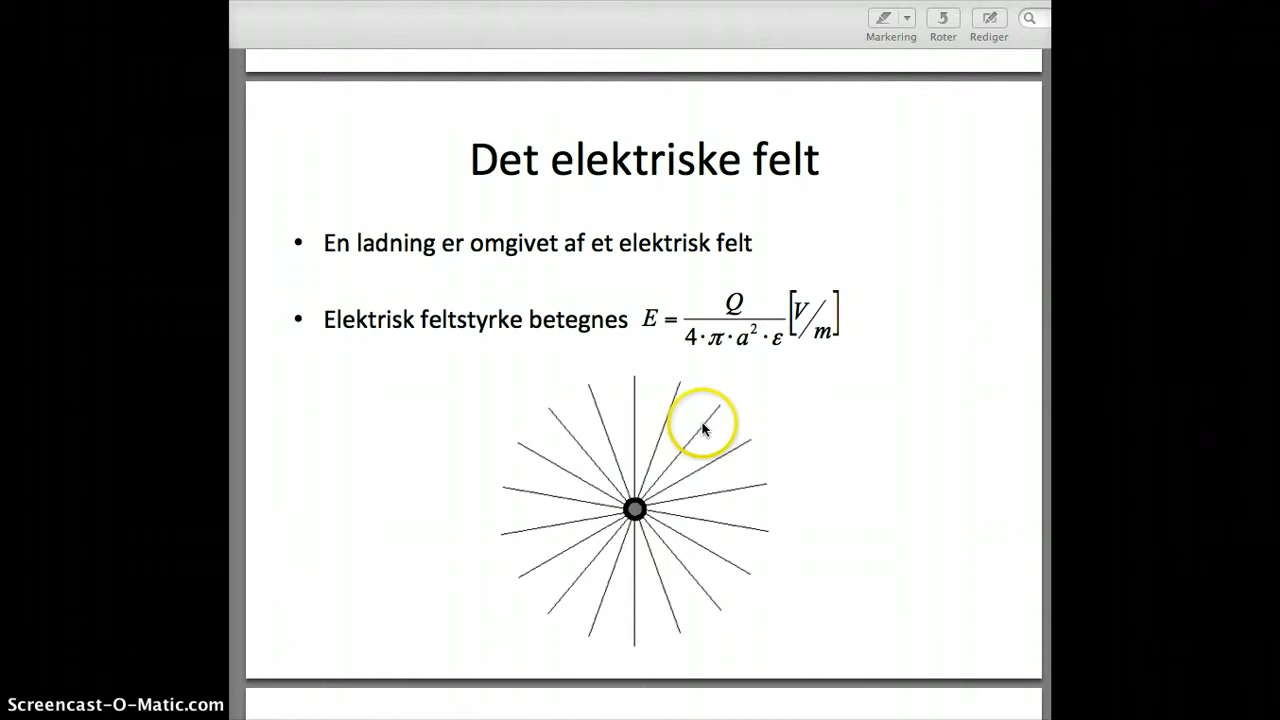 Markering Roter Rediger
Det elektriske felt
• En ladning er omgivet af et elektrisk felt
• Elektrisk feltstyrke betegnes E = Q / 4·π·a²·ε [V/m]
Screencast-O-Matic.com